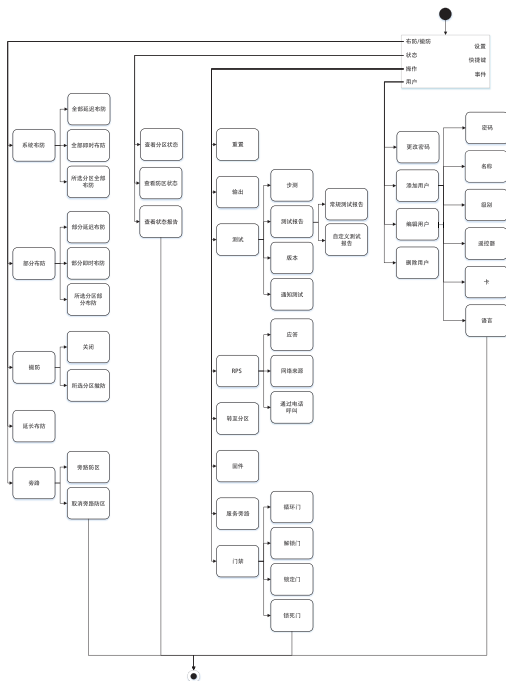 布防/撤防
状态
操作
用户
设置
快捷键
事件
系统布防
全部延迟布防
全部即时布防
所选分区全部
布防
部分布防
部分延迟布防
部分即时布防
所选分区部
分布防
撤防
关闭
所选分区撤防
延长布防
旁路
旁路防区
取消旁路防区
查看分区状态
查看防区状态
查看状态报告
重置
输出
测试
步测
测试报告
常规测试报告
自定义测试
报告
版本
通知测试
RPS
应答
网络来源
通过电话
呼叫
转至分区
固件
服务旁路
门禁
循环门
解锁门
锁定门
锁死门
更改密码
添加用户
编辑用户
删除用户
密码
名称
级别
遥控器
卡
语言